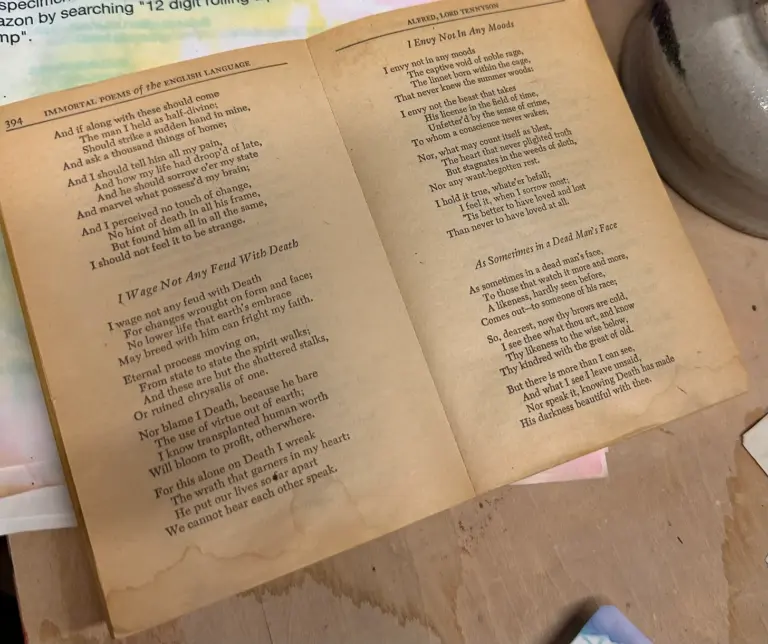 azon by searching "12 digit
mp".
394 IMMORTAL POEMS of the ENGLISH LANGUAGE
And if along with these should come
The man I held as half-divine;
Should strike a sudden hand in mine,
And ask a thousand things of home;
And I should tell him all my pain,
And how my life had droop'd of late,
And he should sorrow o'er my state
And marvel what possess'd my brain;
And I perceived no touch of change,
No hint of death in all his frame,
But found him all in all the same,
I should not feel it to be strange.
I Wage Not Any Feud With Death
I wage not any feud with Death
For changes wrought on form and face;
No lower life that earth's embrace
May breed with him can fright my faith.
Eternal process moving on,
From state to state the spirit walks;
And these are but the shattered stalks,
Or ruined chrysalis of one.
Nor blame I Death, because he bare
The use of virtue out of earth;
I know transplanted human worth
Will bloom to profit, otherwhere.
For this alone on Death I wreak
The wrath that garners in my heart;
He put our lives so far apart
We cannot hear each other speak.
ALFRED, LORD TENNYSON
I Envy Not In Any Moods
I envy not in any moods
The captive void of noble rage,
The linnet born within the cage,
That never knew the summer woods;
I envy not the beast that takes
His license in the field of time,
Unfetter'd by the sense of crime,
To whom a conscience never wakes;
Nor, what may count itself as blest,
The heart that never plighted troth
But stagnates in the weeds of sloth,
Nor any want-begotten rest.
I hold it true, whate'er befall;
I feel it, when I sorrow most;
'Tis better to have loved and lost
Than never to have loved at all.
As Sometimes in a Dead Man's Face
As sometimes in a dead man's face,
To those that watch it more and more,
A likeness, hardly seen before,
Comes out—to someone of his race;
So, dearest, now thy brows are cold,
I see thee what thou art, and know
Thy likeness to the wise below,
Thy kindred with the great of old.
But there is more than I can see,
And what I see I leave unsaid,
Nor speak it, knowing Death has made
His darkness beautiful with thee.